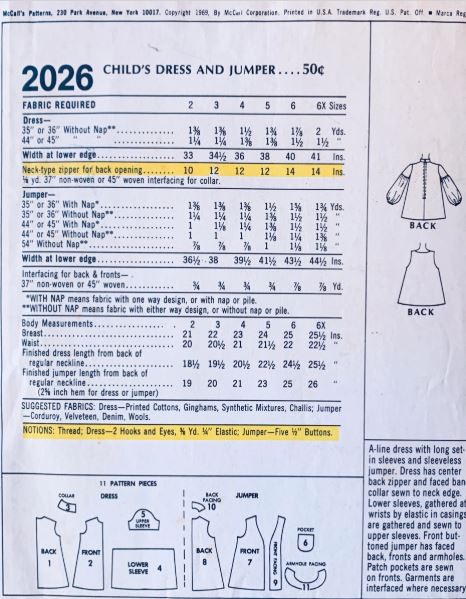 McCall's Patterns, 230 Park Avenue, New York 10017. Copyright 1969, By McCall Corporation. Printed in U.S.A. Trademark Reg. U.S. Pat. Off. ■ Marca Reg
2026 CHILD'S DRESS AND JUMPER....50¢
FABRIC REQUIRED 2 3 4 5 6 6X Sizes
Dress—
35" or 36" Without Nap** 1⅜ 1⅜ 1½ 1¾ 1⅞ 2 Yds.
44" or 45" " " 1¼ 1¼ 1⅜ 1⅜ 1½ 1½ "
Width at lower edge 33 34½ 36 38 40 41 Ins.
Neck-type zipper for back opening 10 12 12 12 14 14 Ins.
⅛ yd. 37" non-woven or 45" woven interfacing for collar.
Jumper—
35" or 36" With Nap* 1⅜ 1⅜ 1⅜ 1½ 1⅝ 1¾ Yds.
35" or 36" Without Nap** 1¼ 1¼ 1¼ 1⅜ 1½ 1⅝ "
44" or 45" With Nap* 1 1⅛ 1⅛ 1¼ 1⅜ 1⅜ "
44" or 45" Without Nap** 1 1 1 1⅛ 1¼ 1⅜ "
54" Without Nap** ⅞ ⅞ ⅞ 1 1⅛ 1⅛ "
Width at lower edge 36½ 38 39½ 41½ 43½ 44½ Ins.
Interfacing for back & fronts—
37" non-woven or 45" woven ¾ ¾ ¾ ¾ ⅞ ⅞ Yd.
*WITH NAP means fabric with one way design, or with nap or pile.
**WITHOUT NAP means fabric with either way design, or without nap or pile.
Body Measurements 2 3 4 5 6 6X
Breast 21 22 23 24 25 25½ Ins.
Waist 20 20½ 21 21½ 22 22½ "
Finished dress length from back of
regular neckline 18½ 19½ 20½ 22½ 24½ 25½ "
Finished jumper length from back of
regular neckline 19 20 21 23 25 26 "
(2⅝ inch hem for dress or jumper)
SUGGESTED FABRICS: Dress—Printed Cottons, Ginghams, Synthetic Mixtures, Challis; Jumper
—Corduroy, Velveteen, Denim, Wools.
NOTIONS: Thread; Dress—2 Hooks and Eyes, ⅝ Yd. ¼" Elastic; Jumper—Five ½" Buttons.
BACK
BACK
11 PATTERN PIECES
DRESS
COLLAR
3
BACK
1
FRONT
2
5
UPPER
SLEEVE
LOWER
SLEEVE 4
JUMPER
BACK
FACING
10
BACK
8
FRONT
7
FRONT FACING
9
POCKET
6
ARMHOLE FACING
11
A-line dress with long set-
in sleeves and sleeveless
jumper. Dress has center
back zipper and faced band
collar sewn to neck edge.
Lower sleeves, gathered at
wrists by elastic in casings
are gathered and sewn to
upper sleeves. Front but-
toned jumper has faced
back, fronts and armholes.
Patch pockets are sewn
on fronts. Garments are
interfaced where necessary